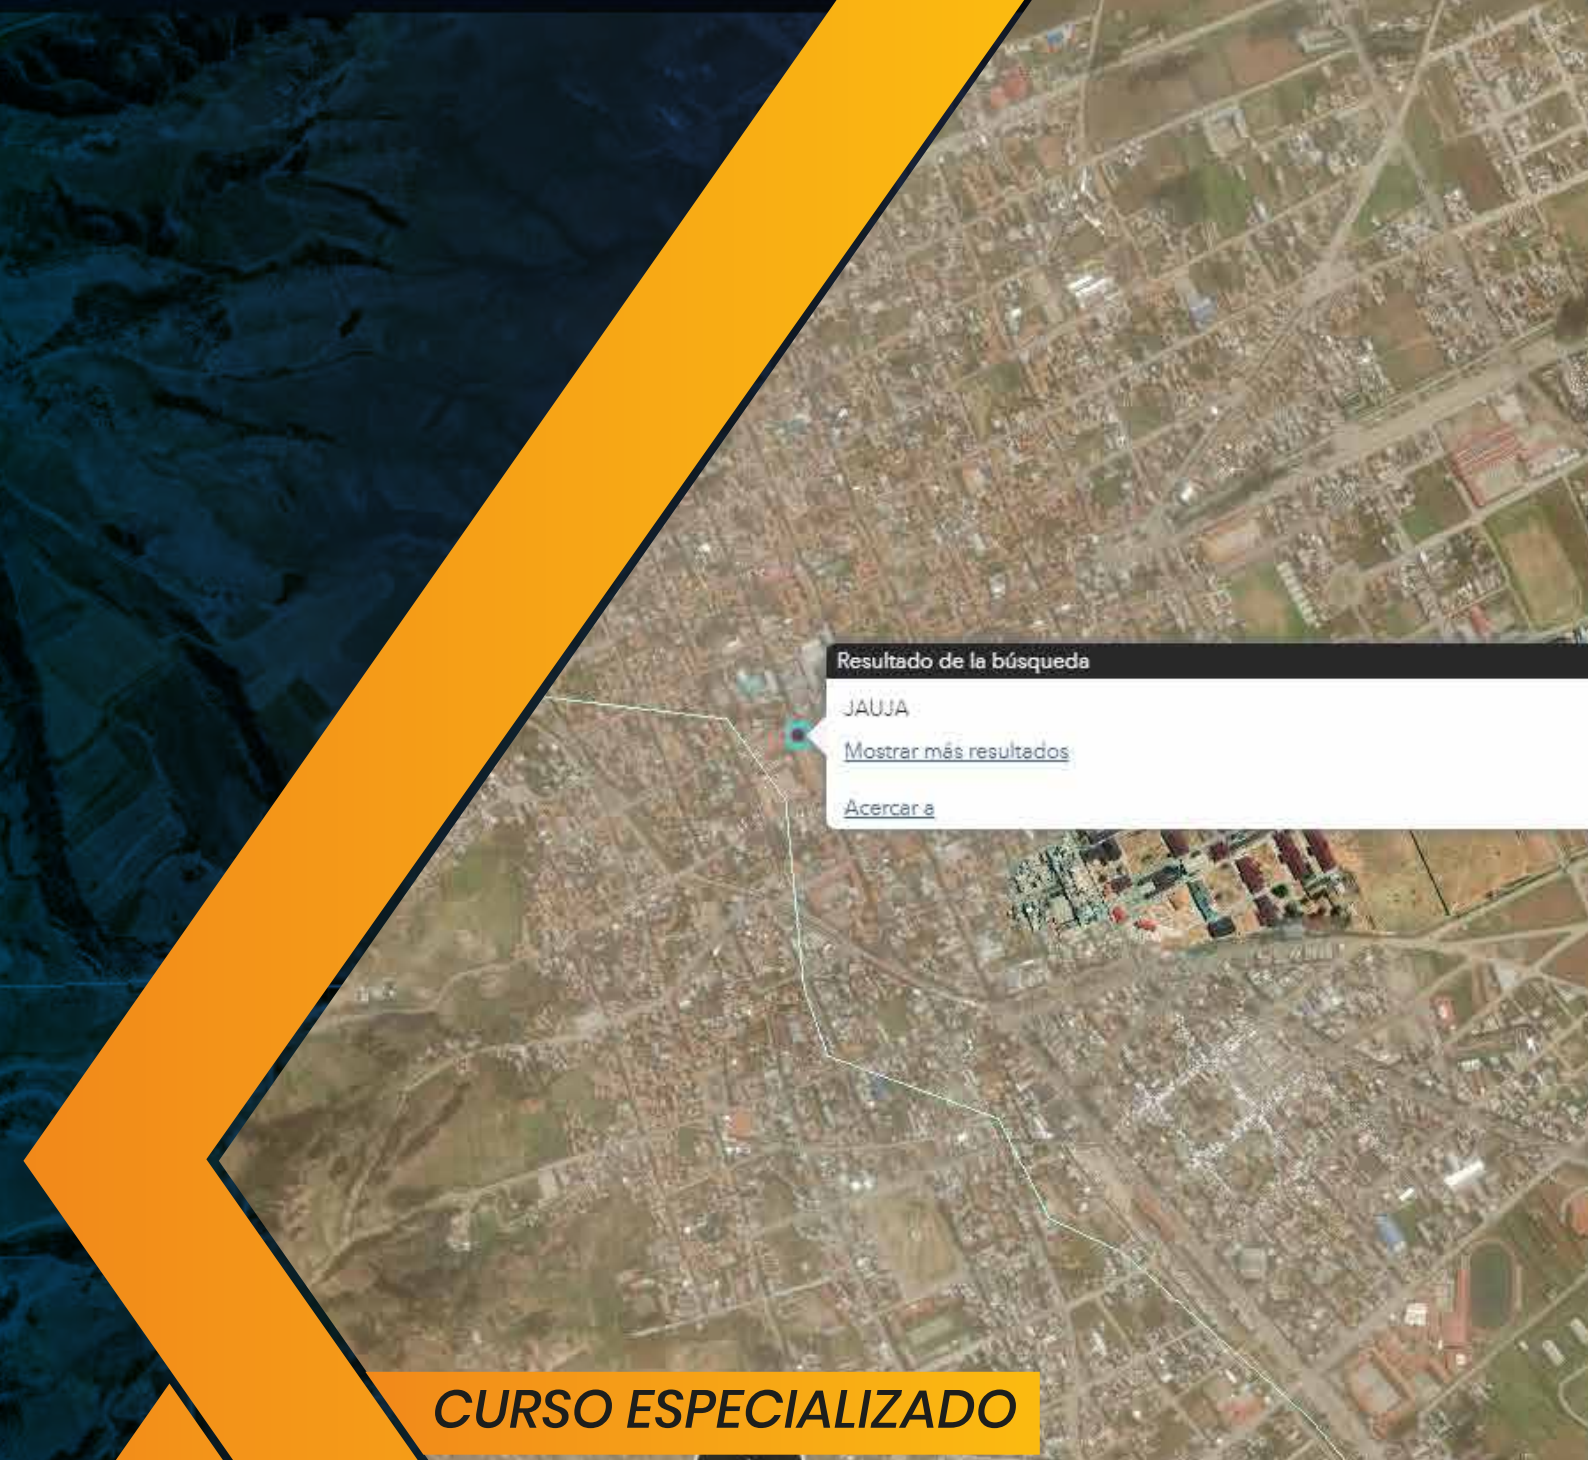 Resultado de la búsqueda
JAUJA
Mostrar más resultados
Acercar a
CURSO ESPECIALIZADO